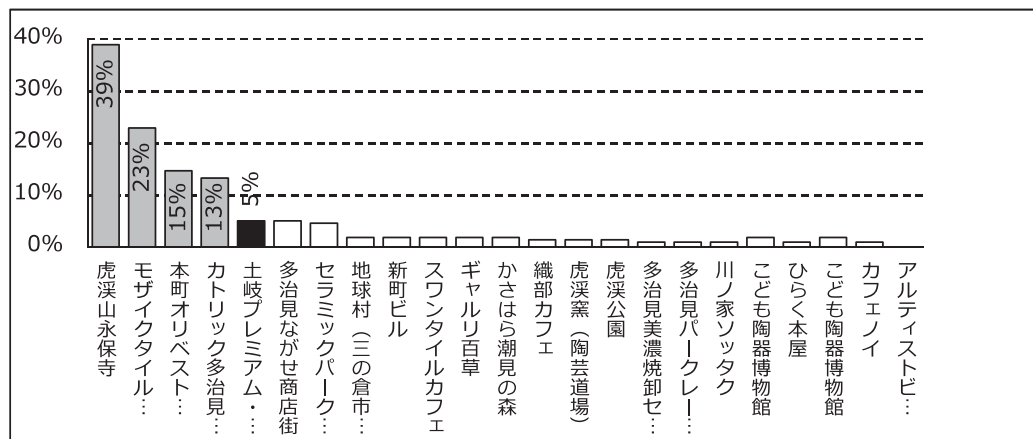 40%
30%
20%
10%
0%
39%
23%
15%
13%
5%
虎渓山永保寺
モザイクタイル…
本町オリベスト…
カトリック多治見…
土岐プレミアム・…
多治見ながせ商店街
セラミックパーク…
地球村（三の倉市…
新町ビル
スワンタイルカフェ
ギャルリ百草
かさはら潮見の森
織部カフェ
虎渓窯（陶芸道場）
虎渓公園
多治見美濃焼卸セ…
多治見パークレー…
川ノ家ソッタク
こども陶器博物館
ひらく本屋
こども陶器博物館
カフェノイ
アルティストビ…